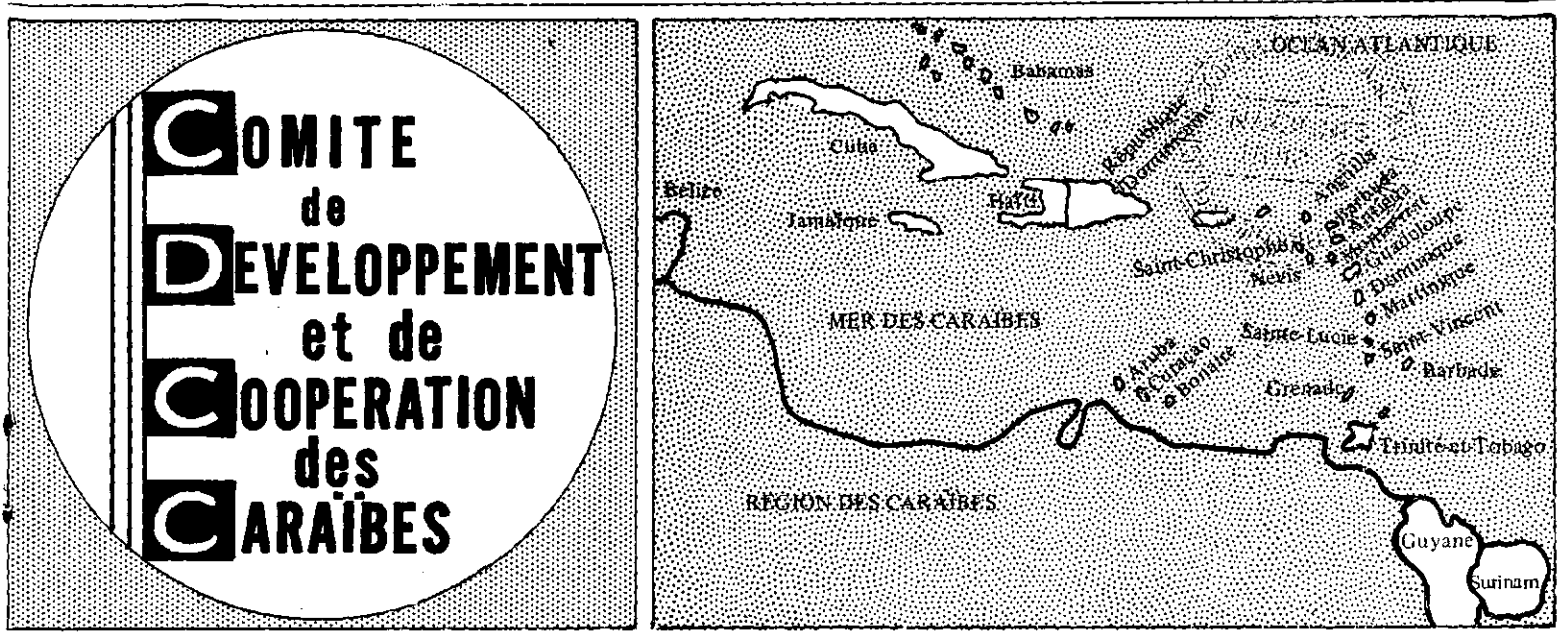 COMITE
de
DEVELOPPEMENT
et de
COOPERATION
des
CARAÏBES
OCEAN ATLANTIQUE
Bahamas
République
Dominicaine
Cuba
Belize
Haïti
Jamaïque
Anguilla
Barbuda
Antigua
Montserrat
Guadeloupe
Saint-Christophe
Nevis
Dominique
Martinique
MER DES CARAÏBES
Sainte-Lucie
Saint-Vincent
Aruba
Curaçao
Bonaire
Barbade
Grenade
Trinité-et-Tobago
REGION DES CARAÏBES
Guyane
Surinam